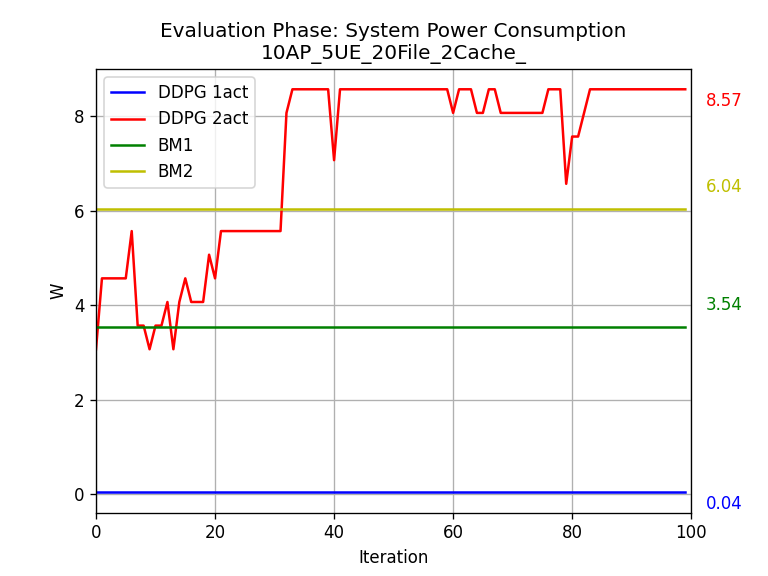 Evaluation Phase: System Power Consumption
10AP_5UE_20File_2Cache_
DDPG 1act
DDPG 2act
BM1
BM2
8
6
4
2
0
W
8.57
6.04
3.54
0.04
0 20 40 60 80 100
Iteration